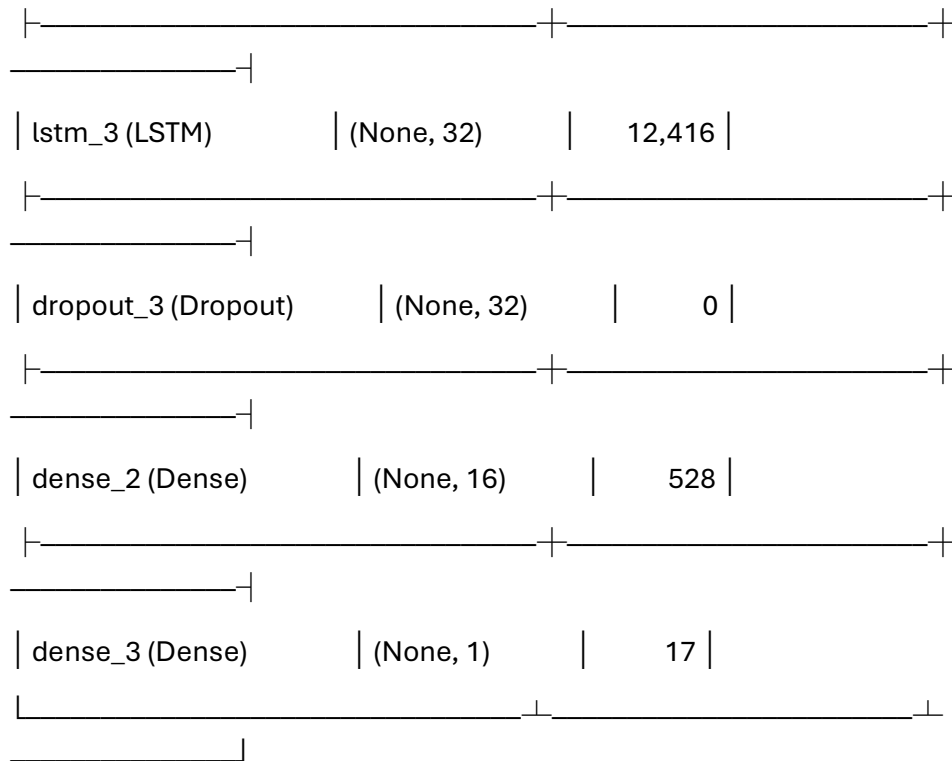 ├─────────────────────────────────┼────────────────────────┼
───────────────┤
│ lstm_3 (LSTM) │ (None, 32) │ 12,416 │
├─────────────────────────────────┼────────────────────────┼
───────────────┤
│ dropout_3 (Dropout) │ (None, 32) │ 0 │
├─────────────────────────────────┼────────────────────────┼
───────────────┤
│ dense_2 (Dense) │ (None, 16) │ 528 │
├─────────────────────────────────┼────────────────────────┼
───────────────┤
│ dense_3 (Dense) │ (None, 1) │ 17 │
└─────────────────────────────────┴────────────────────────┴
───────────────┘